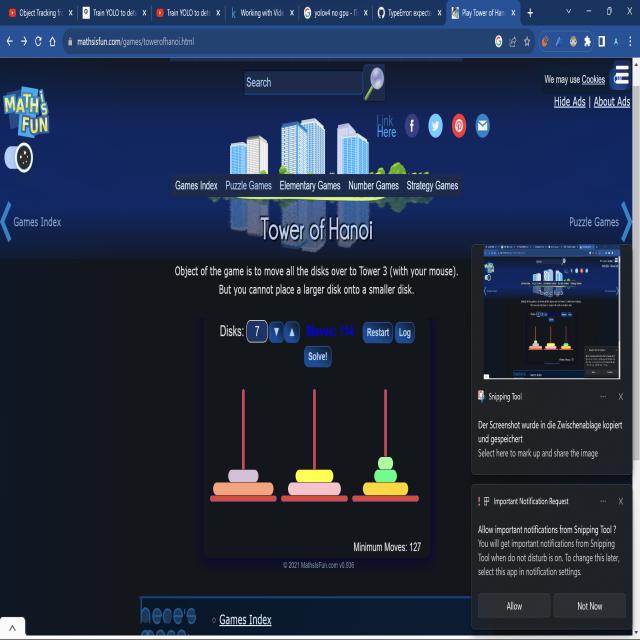 Object Tracking fr
Train YOLO to dete
Train YOLO to dete
Working with Vide
yolov4 no gpu - 
TypeError: expecte
Play Tower of Han
mathsisfun.com/games/towerofhanoi.html
Search
We may use Cookies
Hide Ads | About Ads
MATHS
FUN
Link
Here
Games Index Puzzle Games Elementary Games Number Games Strategy Games
Games Index
Puzzle Games
Tower of Hanoi
Object of the game is to move all the disks over to Tower 3 (with your mouse).
But you cannot place a larger disk onto a smaller disk.
Disks: 7 Moves: 114 Restart Log
Solve!
Minimum Moves: 127
© 2021 MathsIsFun.com v0.936
Snipping Tool
Der Screenshot wurde in die Zwischenablage kopiert
und gespeichert
Select here to mark up and share the image
Important Notification Request
Allow important notifications from Snipping Tool ?
You will get important notifications from Snipping
Tool when do not disturb is on. To change this later,
select this app in notification settings.
Allow
Not Now
Games Index